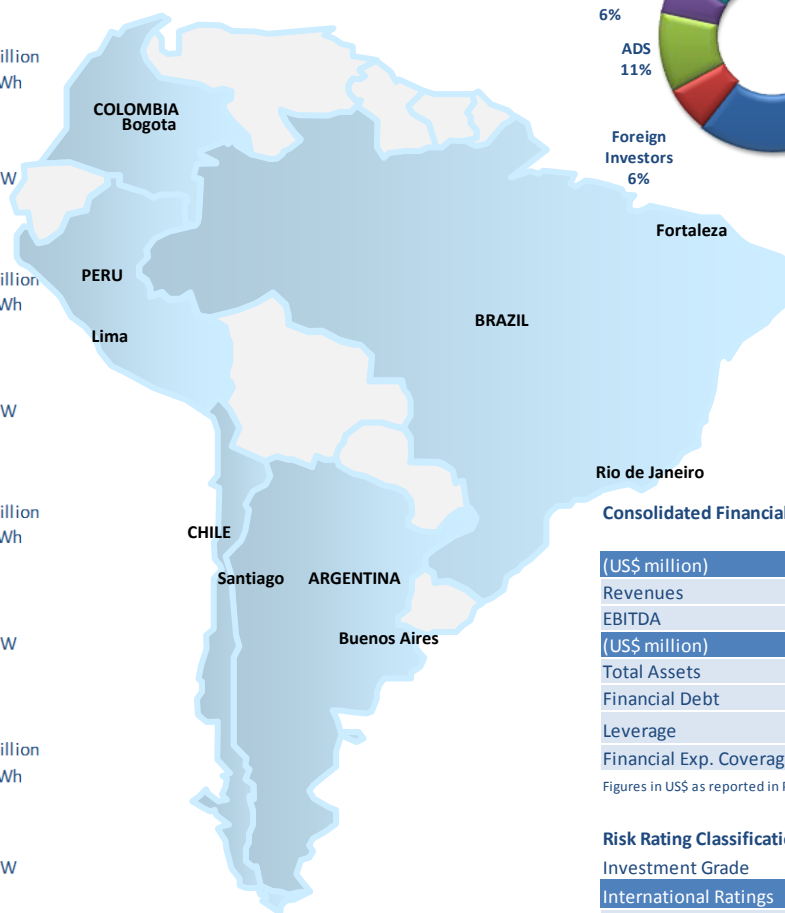 illion
Wh
W
illion
Wh
W
illion
Wh
W
illion
Wh
W
COLOMBIA
Bogota
PERU
Lima
BRAZIL
Fortaleza
Rio de Janeiro
CHILE
Santiago
ARGENTINA
Buenos Aires
6%
ADS
11%
Foreign
Investors
6%
Consolidated Financial
(US$ million)
Revenues
EBITDA
(US$ million)
Total Assets
Financial Debt
Leverage
Financial Exp. Coverag
Figures in US$ as reported in
Risk Rating Classificati
Investment Grade
International Ratings